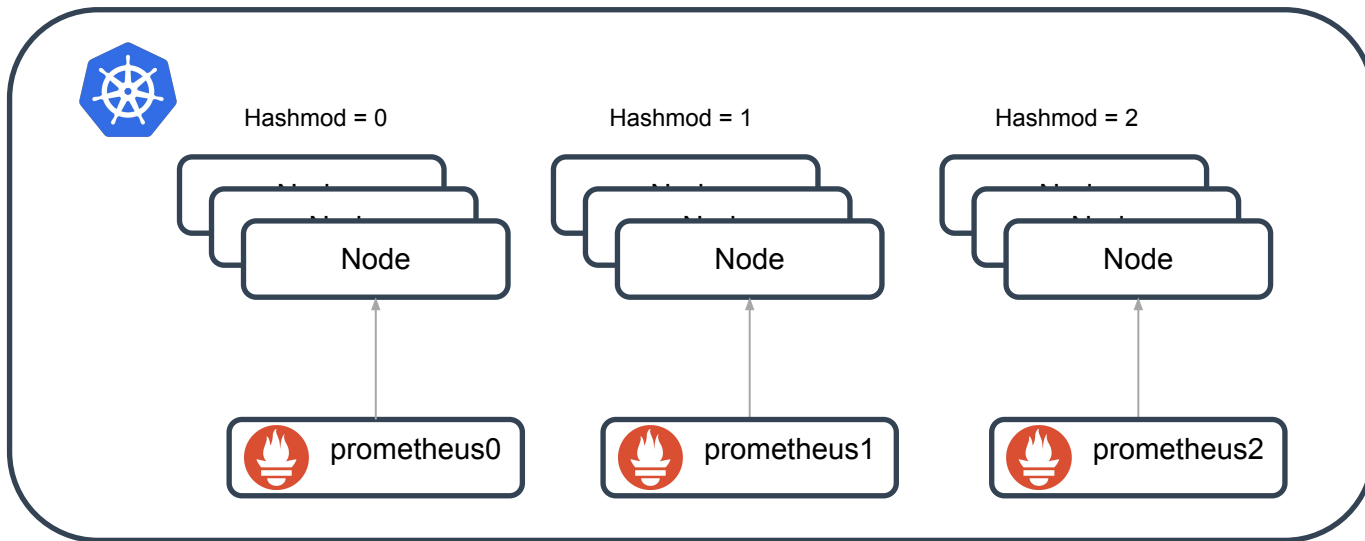 Hashmod = 0
Hashmod = 1
Hashmod = 2
Node
Node
Node
prometheus0
prometheus1
prometheus2